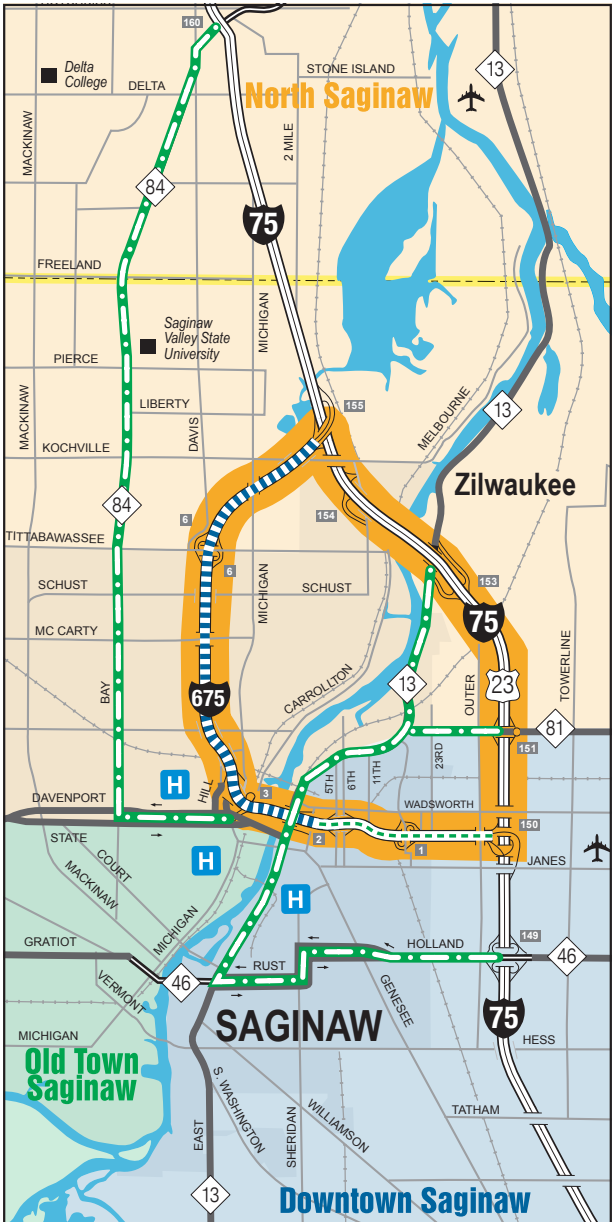 160
Delta
College
DELTA
STONE ISLAND
13
North Saginaw
MACKINAW
2 MILE
84
75
FREELAND
Saginaw
Valley State
University
MICHIGAN
PIERCE
LIBERTY
155
MACKINAW
DAVIS
MELBOURNE
13
KOCHVILLE
Zilwaukee
84
154
6
TITTABAWASSEE
6
153
SCHUST
SCHUST
MICHIGAN
75
MC CARTY
TOWERLINE
OUTER
23
BAY
675
CARROLLTON
13
81
151
5TH
6TH
11TH
23RD
H
HILL
3
DAVENPORT
WADSWORTH
150
2
1
STATE
JANES
COURT
MACKINAW
H
H
MICHIGAN
149
GRATIOT
HOLLAND
46
RUST
46
VERMONT
GENESEE
SAGINAW
75
MICHIGAN
HESS
Old Town
Saginaw
S. WASHINGTON
WILLIAMSON
TATHAM
EAST
SHERIDAN
13
Downtown Saginaw